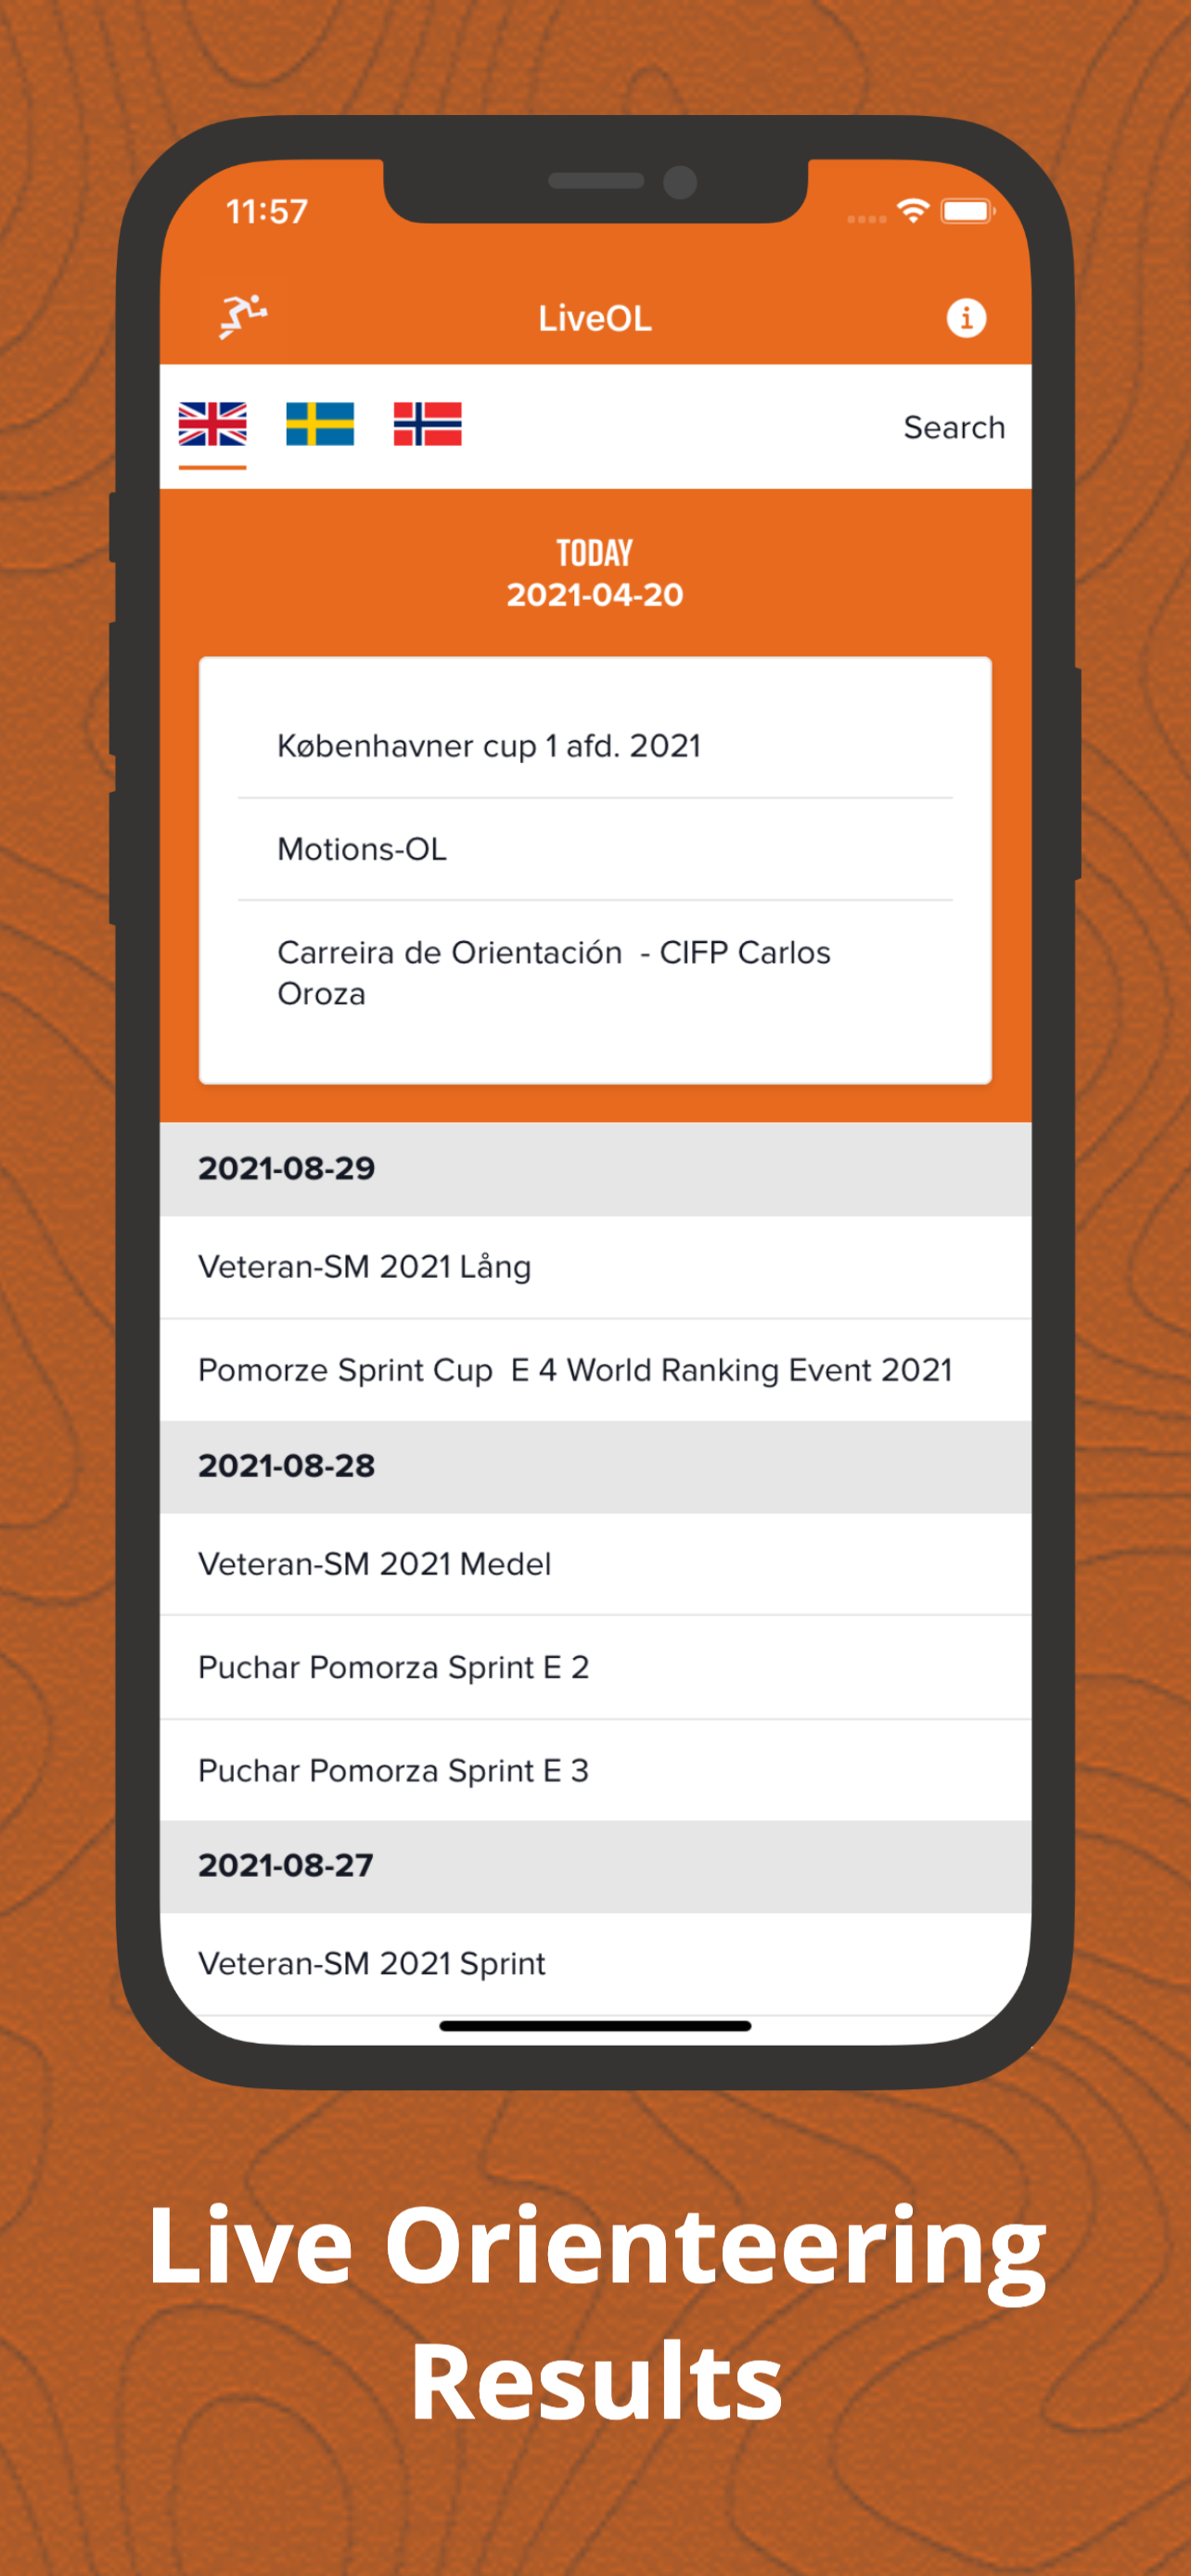 11:57
LiveOL
Search
TODAY
2021-04-20
Københavner cup 1 afd. 2021
Motions-OL
Carreira de Orientación  - CIFP Carlos
Oroza
2021-08-29
Veteran-SM 2021 Lång
Pomorze Sprint Cup  E 4 World Ranking Event 2021
2021-08-28
Veteran-SM 2021 Medel
Puchar Pomorza Sprint E 2
Puchar Pomorza Sprint E 3
2021-08-27
Veteran-SM 2021 Sprint
Live Orienteering
Results